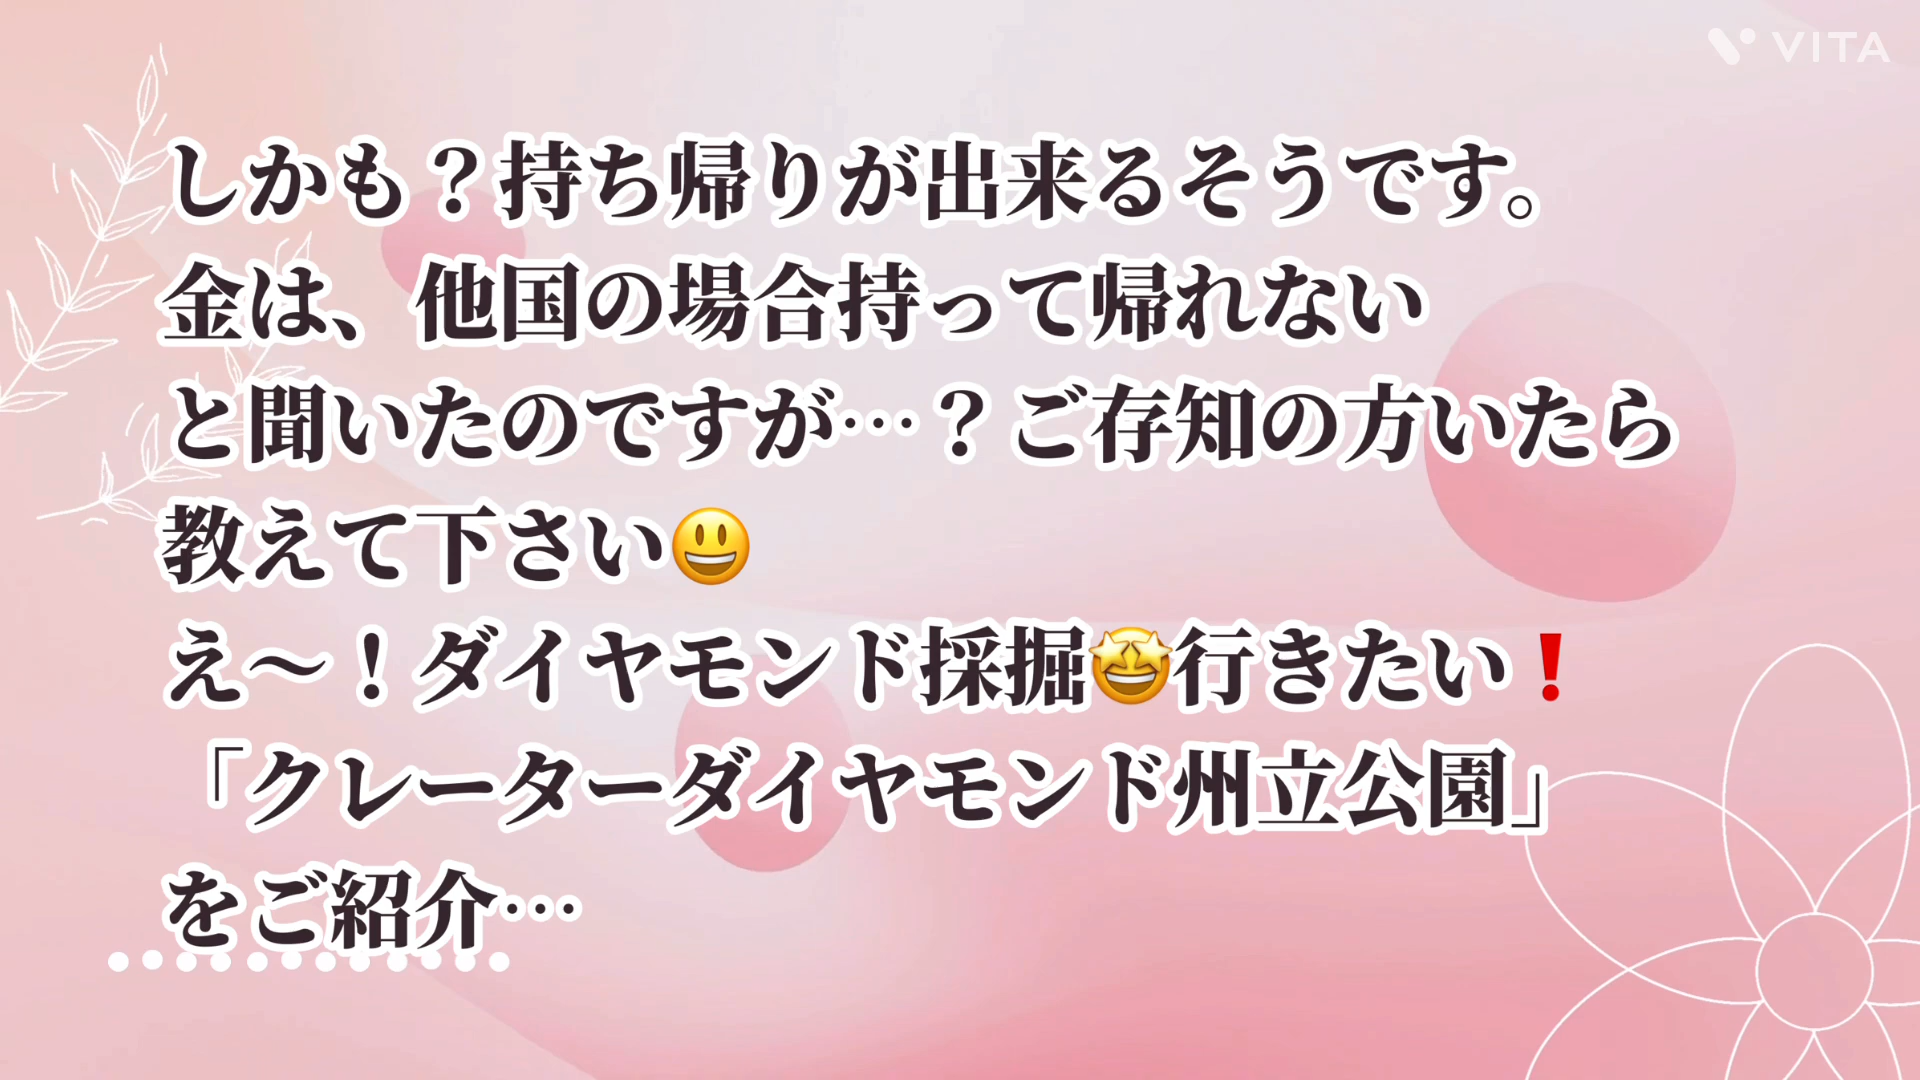 VITA
しかも？持ち帰りが出来るそうです。
金は、他国の場合持って帰れない
と聞いたのですが…？ご存知の方いたら
教えて下さい😃
え〜！ダイヤモンド採掘🤩行きたい❗
「クレーターダイヤモンド州立公園」
をご紹介…